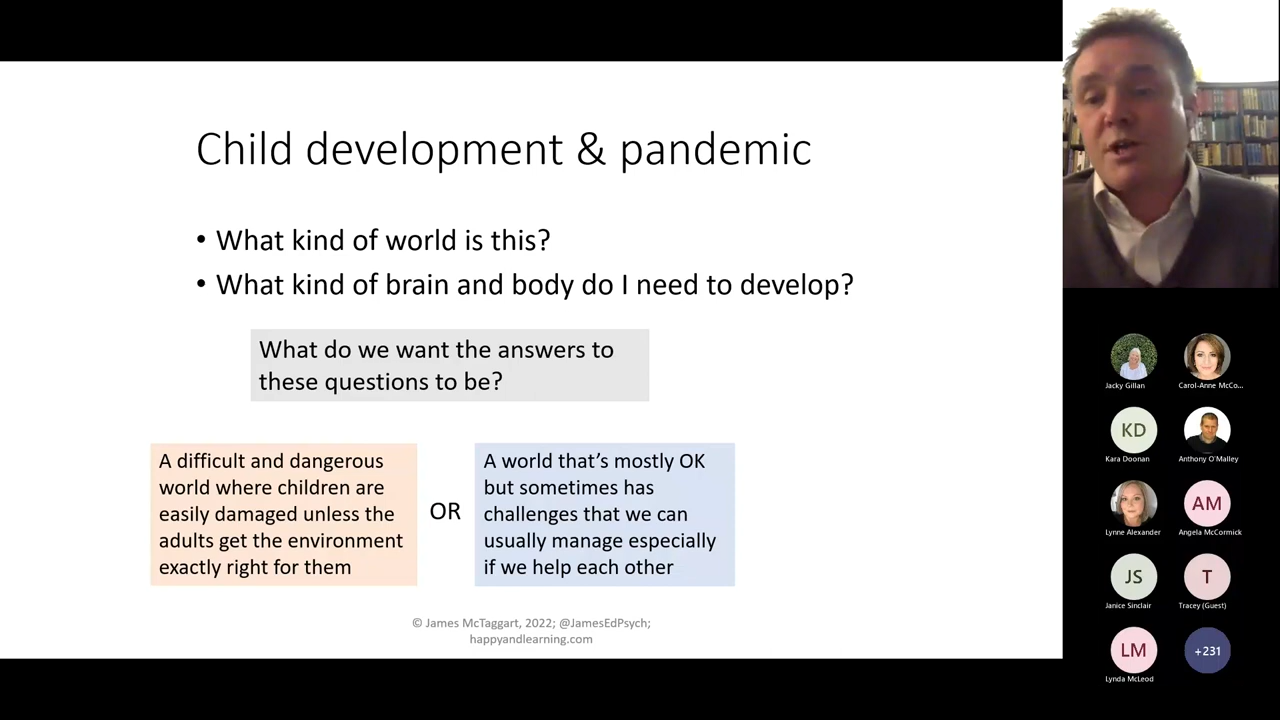 Child development & pandemic
• What kind of world is this?
• What kind of brain and body do I need to develop?
What do we want the answers to
these questions to be?
A difficult and dangerous
world where children are
easily damaged unless the
adults get the environment
exactly right for them
OR
A world that’s mostly OK
but sometimes has
challenges that we can
usually manage especially
if we help each other
© James McTaggart, 2022; @JamesEdPsych;
happyandlearning.com
Jacky Gillan
Carol-Anne McCo...
KD
Kara Doonan
Anthony O'Malley
Lynne Alexander
AM
Angela McCormick
JS
Janice Sinclair
T
Tracey (Guest)
LM
Lynda McLeod
+231